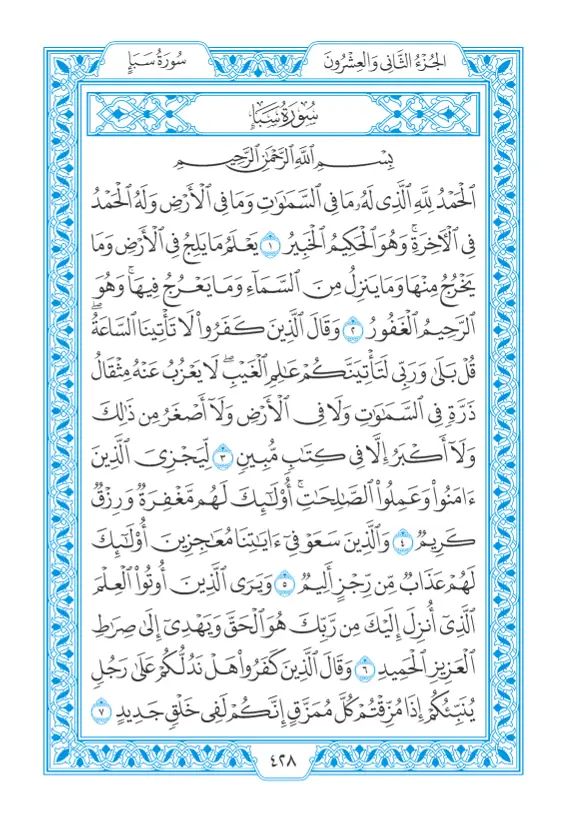 الجُزْءُ الثَّانِي وَالعِشْرُونَ
سُورَةُ سَبَإٍ
سُورَةُ سَبَإٍ
بِسْمِ ٱللَّهِ ٱلرَّحْمَٰنِ ٱلرَّحِيمِ
ٱلْحَمْدُ لِلَّهِ ٱلَّذِى لَهُۥ مَا فِى ٱلسَّمَٰوَٰتِ وَمَا فِى ٱلْأَرْضِ وَلَهُ ٱلْحَمْدُ
فِى ٱلْءَاخِرَةِۚ وَهُوَ ٱلْحَكِيمُ ٱلْخَبِيرُ ١ يَعْلَمُ مَا يَلِجُ فِى ٱلْأَرْضِ وَمَا
يَخْرُجُ مِنْهَا وَمَا يَنزِلُ مِنَ ٱلسَّمَآءِ وَمَا يَعْرُجُ فِيهَاۚ وَهُوَ
ٱلرَّحِيمُ ٱلْغَفُورُ ٢ وَقَالَ ٱلَّذِينَ كَفَرُوا۟ لَا تَأْتِينَا ٱلسَّاعَةُۖ
قُلْ بَلَىٰ وَرَبِّى لَتَأْتِيَنَّكُمْ عَٰلِمِ ٱلْغَيْبِۖ لَا يَعْزُبُ عَنْهُ مِثْقَالُ
ذَرَّةٍ فِى ٱلسَّمَٰوَٰتِ وَلَا فِى ٱلْأَرْضِ وَلَآ أَصْغَرُ مِن ذَٰلِكَ
وَلَآ أَكْبَرُ إِلَّا فِى كِتَٰبٍ مُّبِينٍ ٣ لِّيَجْزِىَ ٱلَّذِينَ
ءَامَنُوا۟ وَعَمِلُوا۟ ٱلصَّٰلِحَٰتِۚ أُو۟لَٰٓئِكَ لَهُم مَّغْفِرَةٌ وَرِزْقٌ
كَرِيمٌ ٤ وَٱلَّذِينَ سَعَوْ فِىٓ ءَايَٰتِنَا مُعَٰجِزِينَ أُو۟لَٰٓئِكَ
لَهُمْ عَذَابٌ مِّن رِّجْزٍ أَلِيمٌ ٥ وَيَرَى ٱلَّذِينَ أُوتُوا۟ ٱلْعِلْمَ
ٱلَّذِىٓ أُنزِلَ إِلَيْكَ مِن رَّبِّكَ هُوَ ٱلْحَقَّ وَيَهْدِىٓ إِلَىٰ صِرَٰطِ
ٱلْعَزِيزِ ٱلْحَمِيدِ ٦ وَقَالَ ٱلَّذِينَ كَفَرُوا۟ هَلْ نَدُلُّكُمْ عَلَىٰ رَجُلٍ
يُنَبِّئُكُمْ إِذَا مُزِّقْتُمْ كُلَّ مُمَزَّقٍ إِنَّكُمْ لَفِى خَلْقٍ جَدِيدٍ ٧
٤٢٨